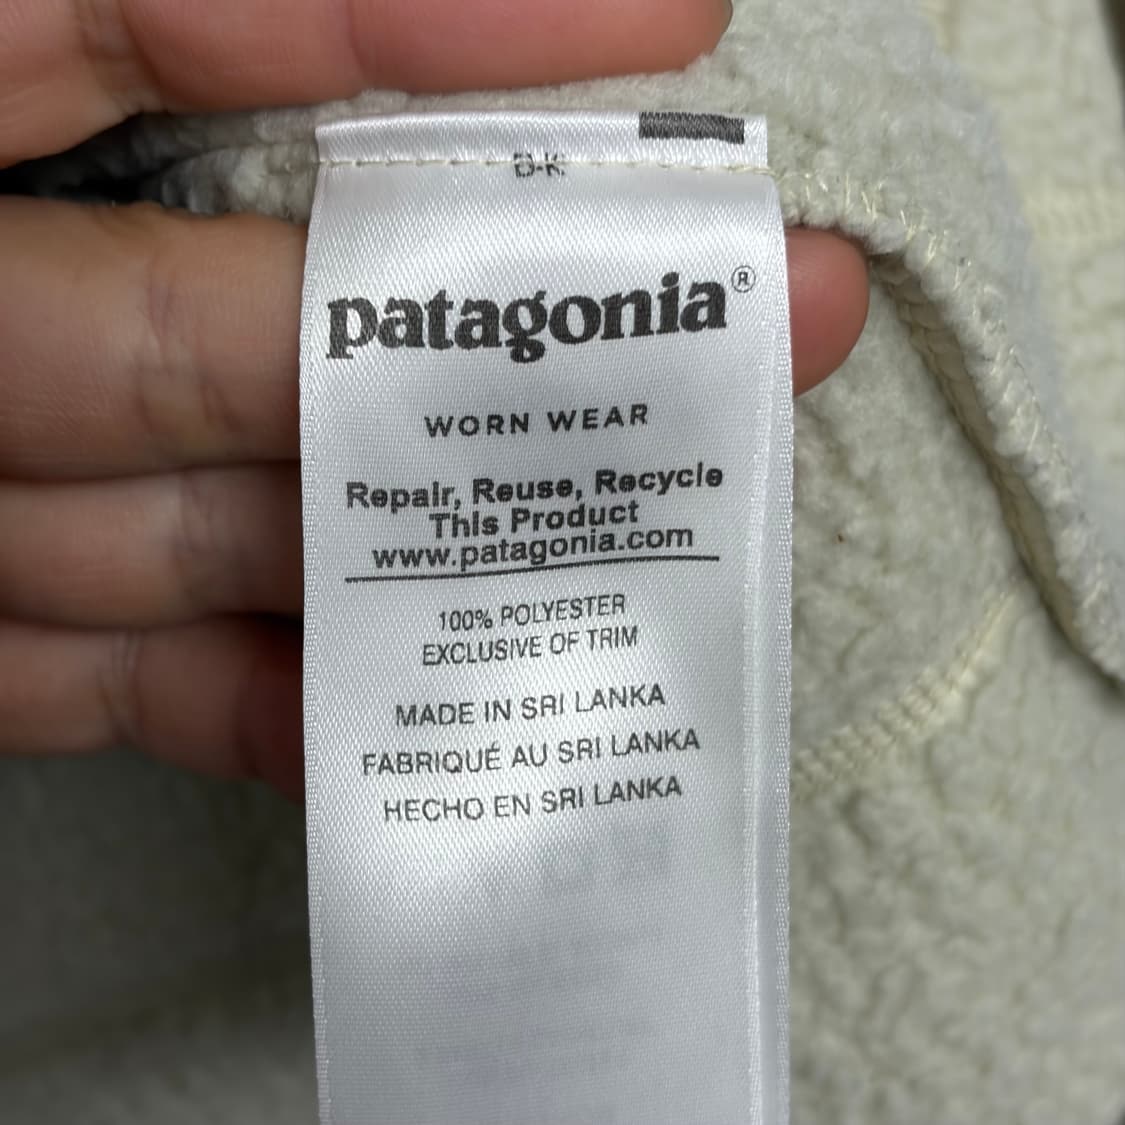 patagonia®
WORN WEAR
Repair, Reuse, Recycle
This Product
www.patagonia.com
100% POLYESTER
EXCLUSIVE OF TRIM
MADE IN SRI LANKA
FABRIQUÉ AU SRI LANKA
HECHO EN SRI LANKA